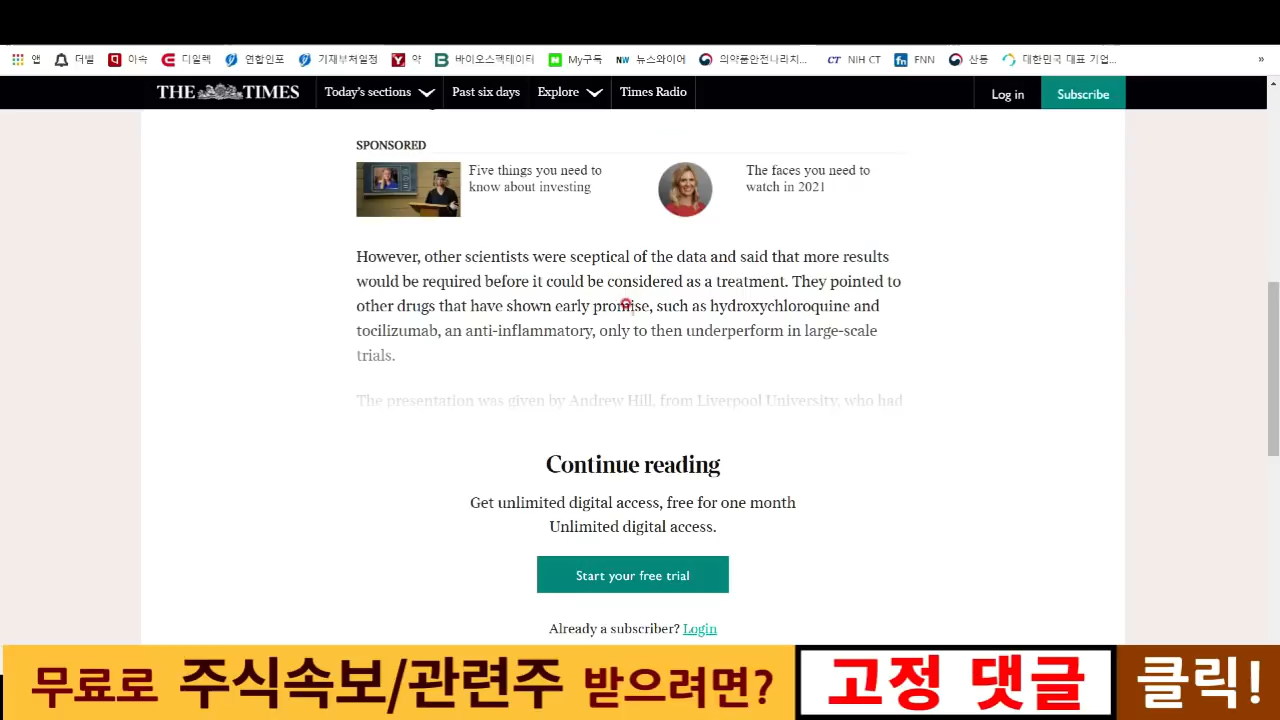 앱
더벨
이속
디일렉
연합인포
기재부처일정
약
바이오스펙테이터
My구독
뉴스와이어
의약품안전나라치...
NIH CT
FNN
산통
대한민국 대표 기업...
»
THE TIMES
Today's sections
Past six days
Explore
Times Radio
Log in
Subscribe
SPONSORED
Five things you need to
know about investing
The faces you need to
watch in 2021
However, other scientists were sceptical of the data and said that more results
would be required before it could be considered as a treatment. They pointed to
other drugs that have shown early promise, such as hydroxychloroquine and
tocilizumab, an anti-inflammatory, only to then underperform in large-scale
trials.
The presentation was given by Andrew Hill, from Liverpool University, who had
Continue reading
Get unlimited digital access, free for one month
Unlimited digital access.
Start your free trial
Already a subscriber? Login
무료로 주식속보/관련주 받으려면?
고정 댓글
클릭!